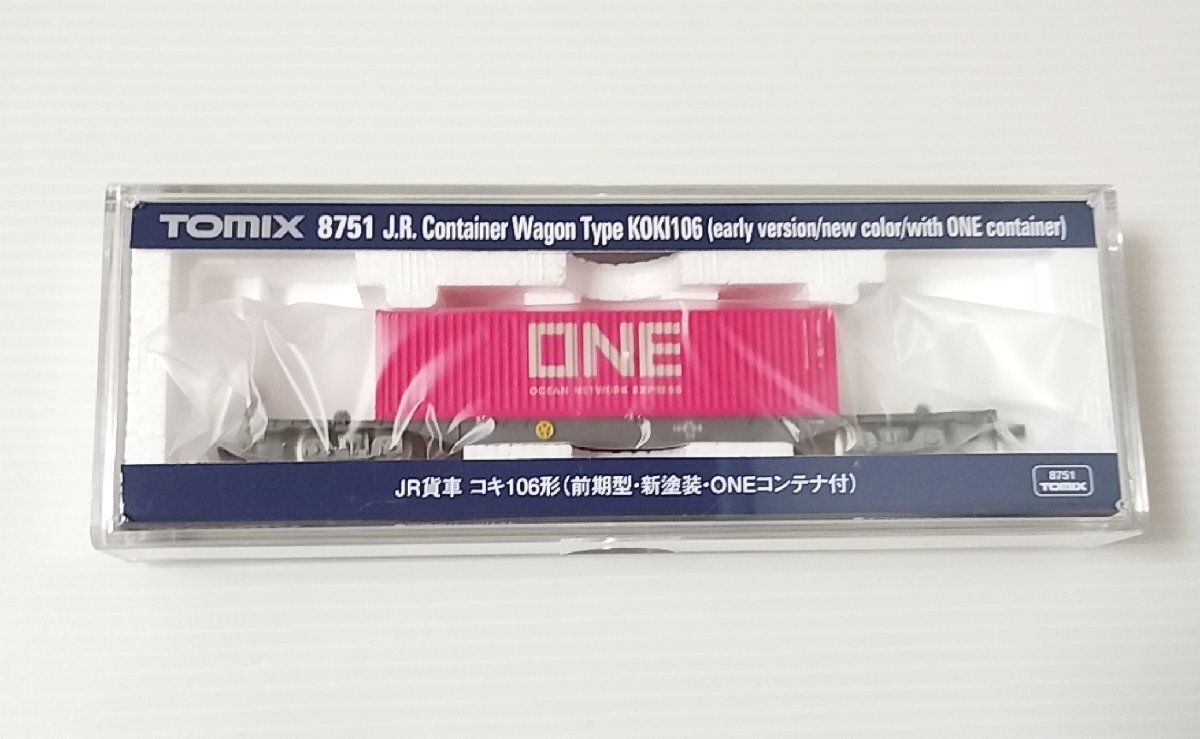 TOMIX 8751 J.R. Container Wagon Type KOKI106 (early version/new color/with ONE container)
ONE
OCEAN NETWORK EXPRESS
JR貨車 コキ106形(前期型・新塗装・ONEコンテナ付)
8751
TOMIX